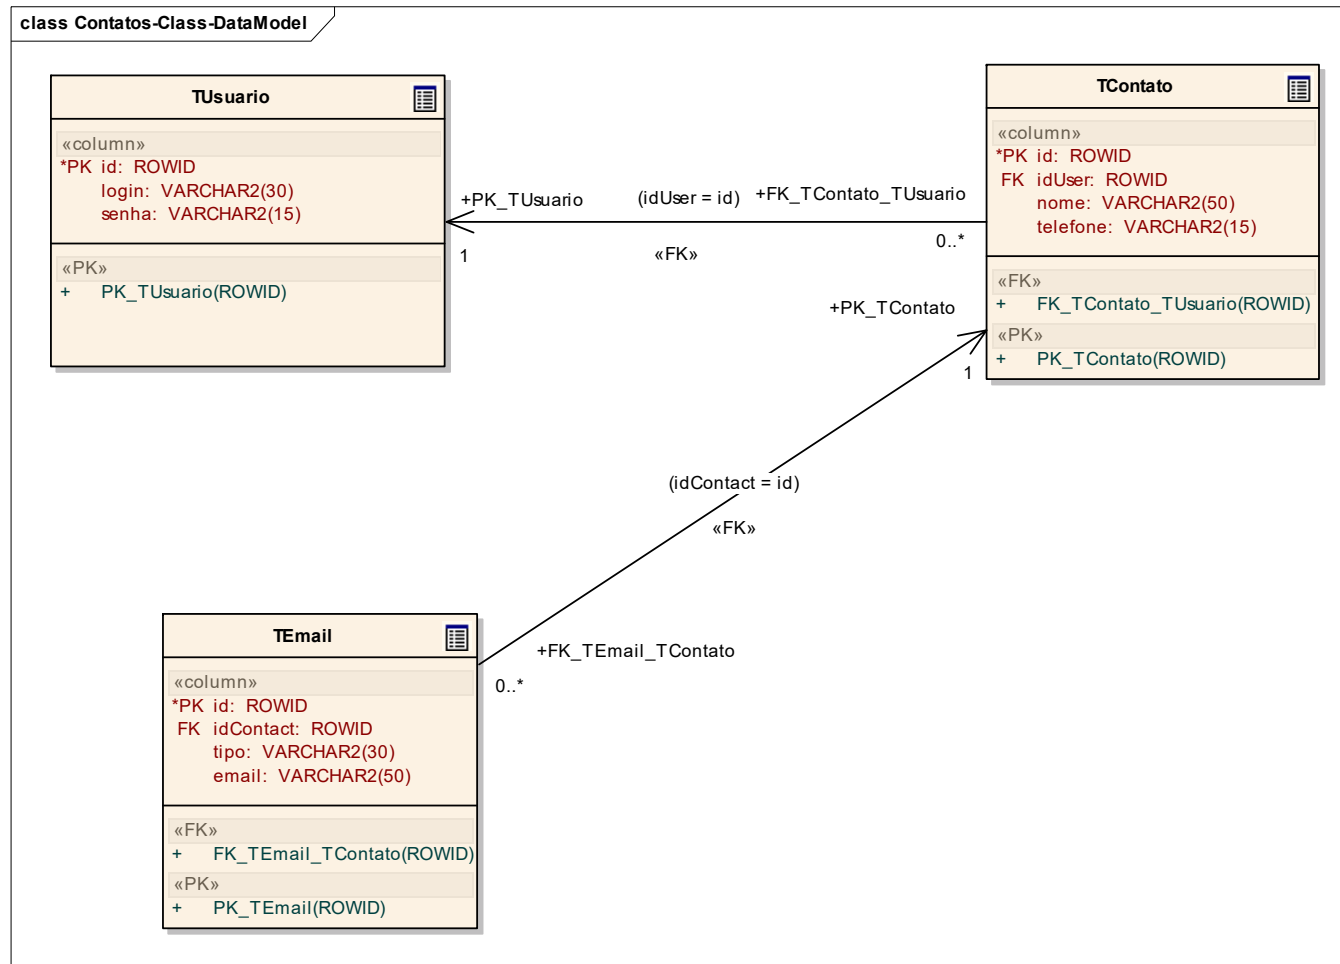 class Contatos-Class-DataModel
TUsuario
«column»
*PK id: ROWID
login: VARCHAR2(30)
senha: VARCHAR2(15)
«PK»
+ PK_TUsuario(ROWID)
+PK_TUsuario
(idUser = id)
+FK_TContato_TUsuario
1
«FK»
0..*
TContato
«column»
*PK id: ROWID
FK idUser: ROWID
nome: VARCHAR2(50)
telefone: VARCHAR2(15)
«FK»
+ FK_TContato_TUsuario(ROWID)
«PK»
+ PK_TContato(ROWID)
+PK_TContato
1
(idContact = id)
«FK»
+FK_TEmail_TContato
0..*
TEmail
«column»
*PK id: ROWID
FK idContact: ROWID
tipo: VARCHAR2(30)
email: VARCHAR2(50)
«FK»
+ FK_TEmail_TContato(ROWID)
«PK»
+ PK_TEmail(ROWID)